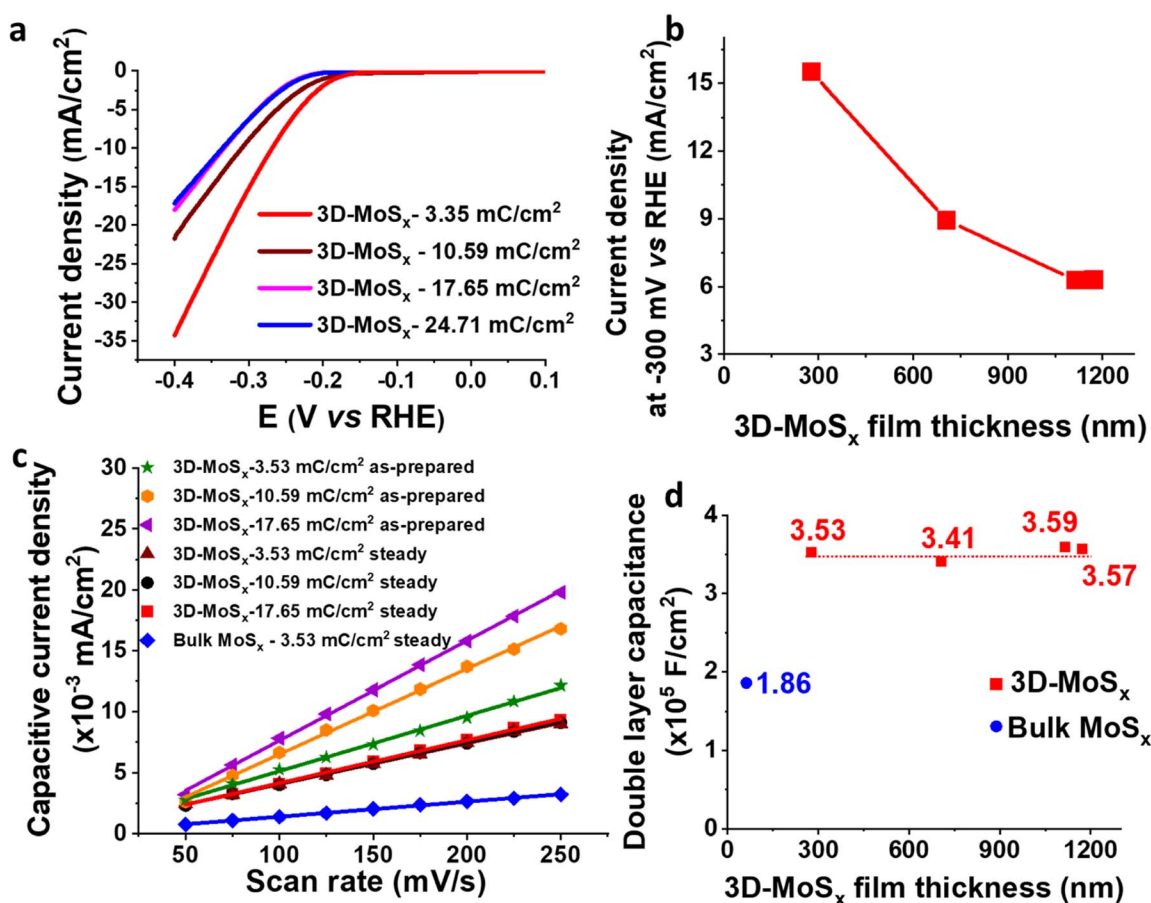 a
Current density (mA/cm²)
0
-5
-10
-15
-20
-25
-30
-35
3D-MoSₓ- 3.35 mC/cm²
3D-MoSₓ - 10.59 mC/cm²
3D-MoSₓ - 17.65 mC/cm²
3D-MoSₓ- 24.71 mC/cm²
-0.4 -0.3 -0.2 -0.1 0.0 0.1
E (V vs RHE)
b
Current density
at -300 mV vs RHE (mA/cm²)
15
12
9
6
3
0 300 600 900 1200
3D-MoSₓ film thickness (nm)
c
Capacitive current density
(x10⁻³ mA/cm²)
30
25
20
15
10
5
0
3D-MoSₓ-3.53 mC/cm² as-prepared
3D-MoSₓ-10.59 mC/cm² as-prepared
3D-MoSₓ-17.65 mC/cm² as-prepared
3D-MoSₓ-3.53 mC/cm² steady
3D-MoSₓ-10.59 mC/cm² steady
3D-MoSₓ-17.65 mC/cm² steady
Bulk MoSₓ - 3.53 mC/cm² steady
50 100 150 200 250
Scan rate (mV/s)
d
Double layer capacitance
(x10⁵ F/cm²)
4
3
2
1
0
3.53
3.41
3.59
3.57
1.86
3D-MoSₓ
Bulk MoSₓ
0 300 600 900 1200
3D-MoSₓ film thickness (nm)